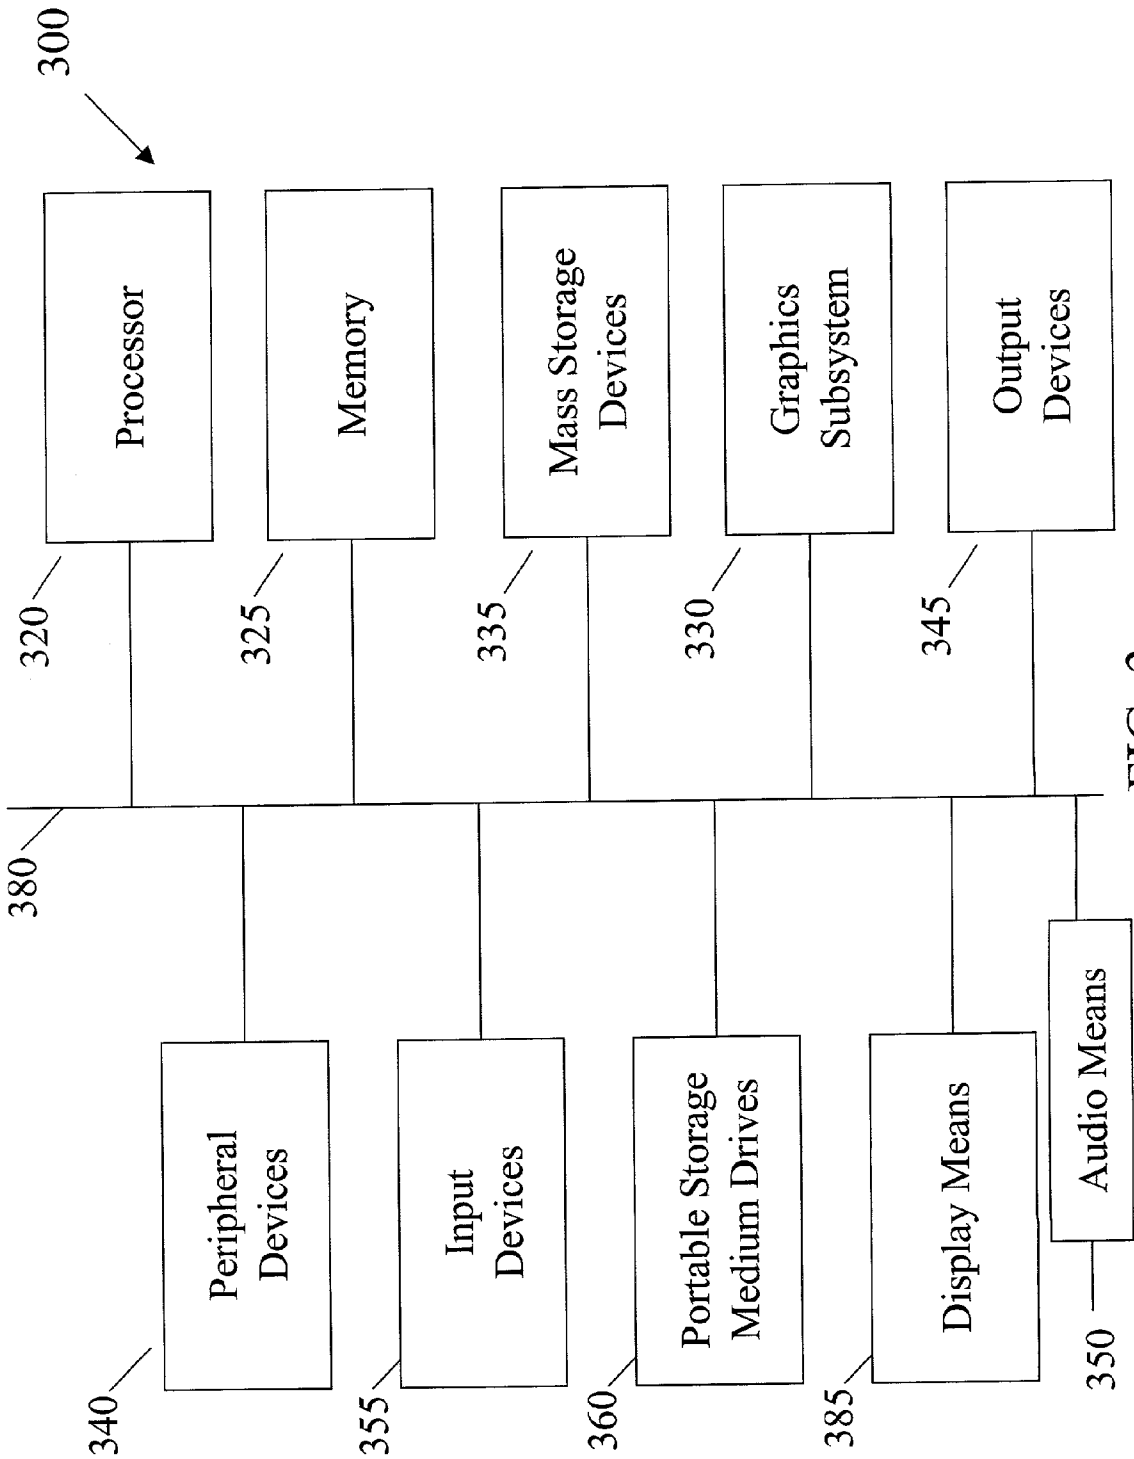 300
380
320
Processor
340
Peripheral
Devices
325
Memory
355
Input
Devices
335
Mass Storage
Devices
360
Portable Storage
Medium Drives
330
Graphics
Subsystem
385
Display Means
345
Output
Devices
350
Audio Means